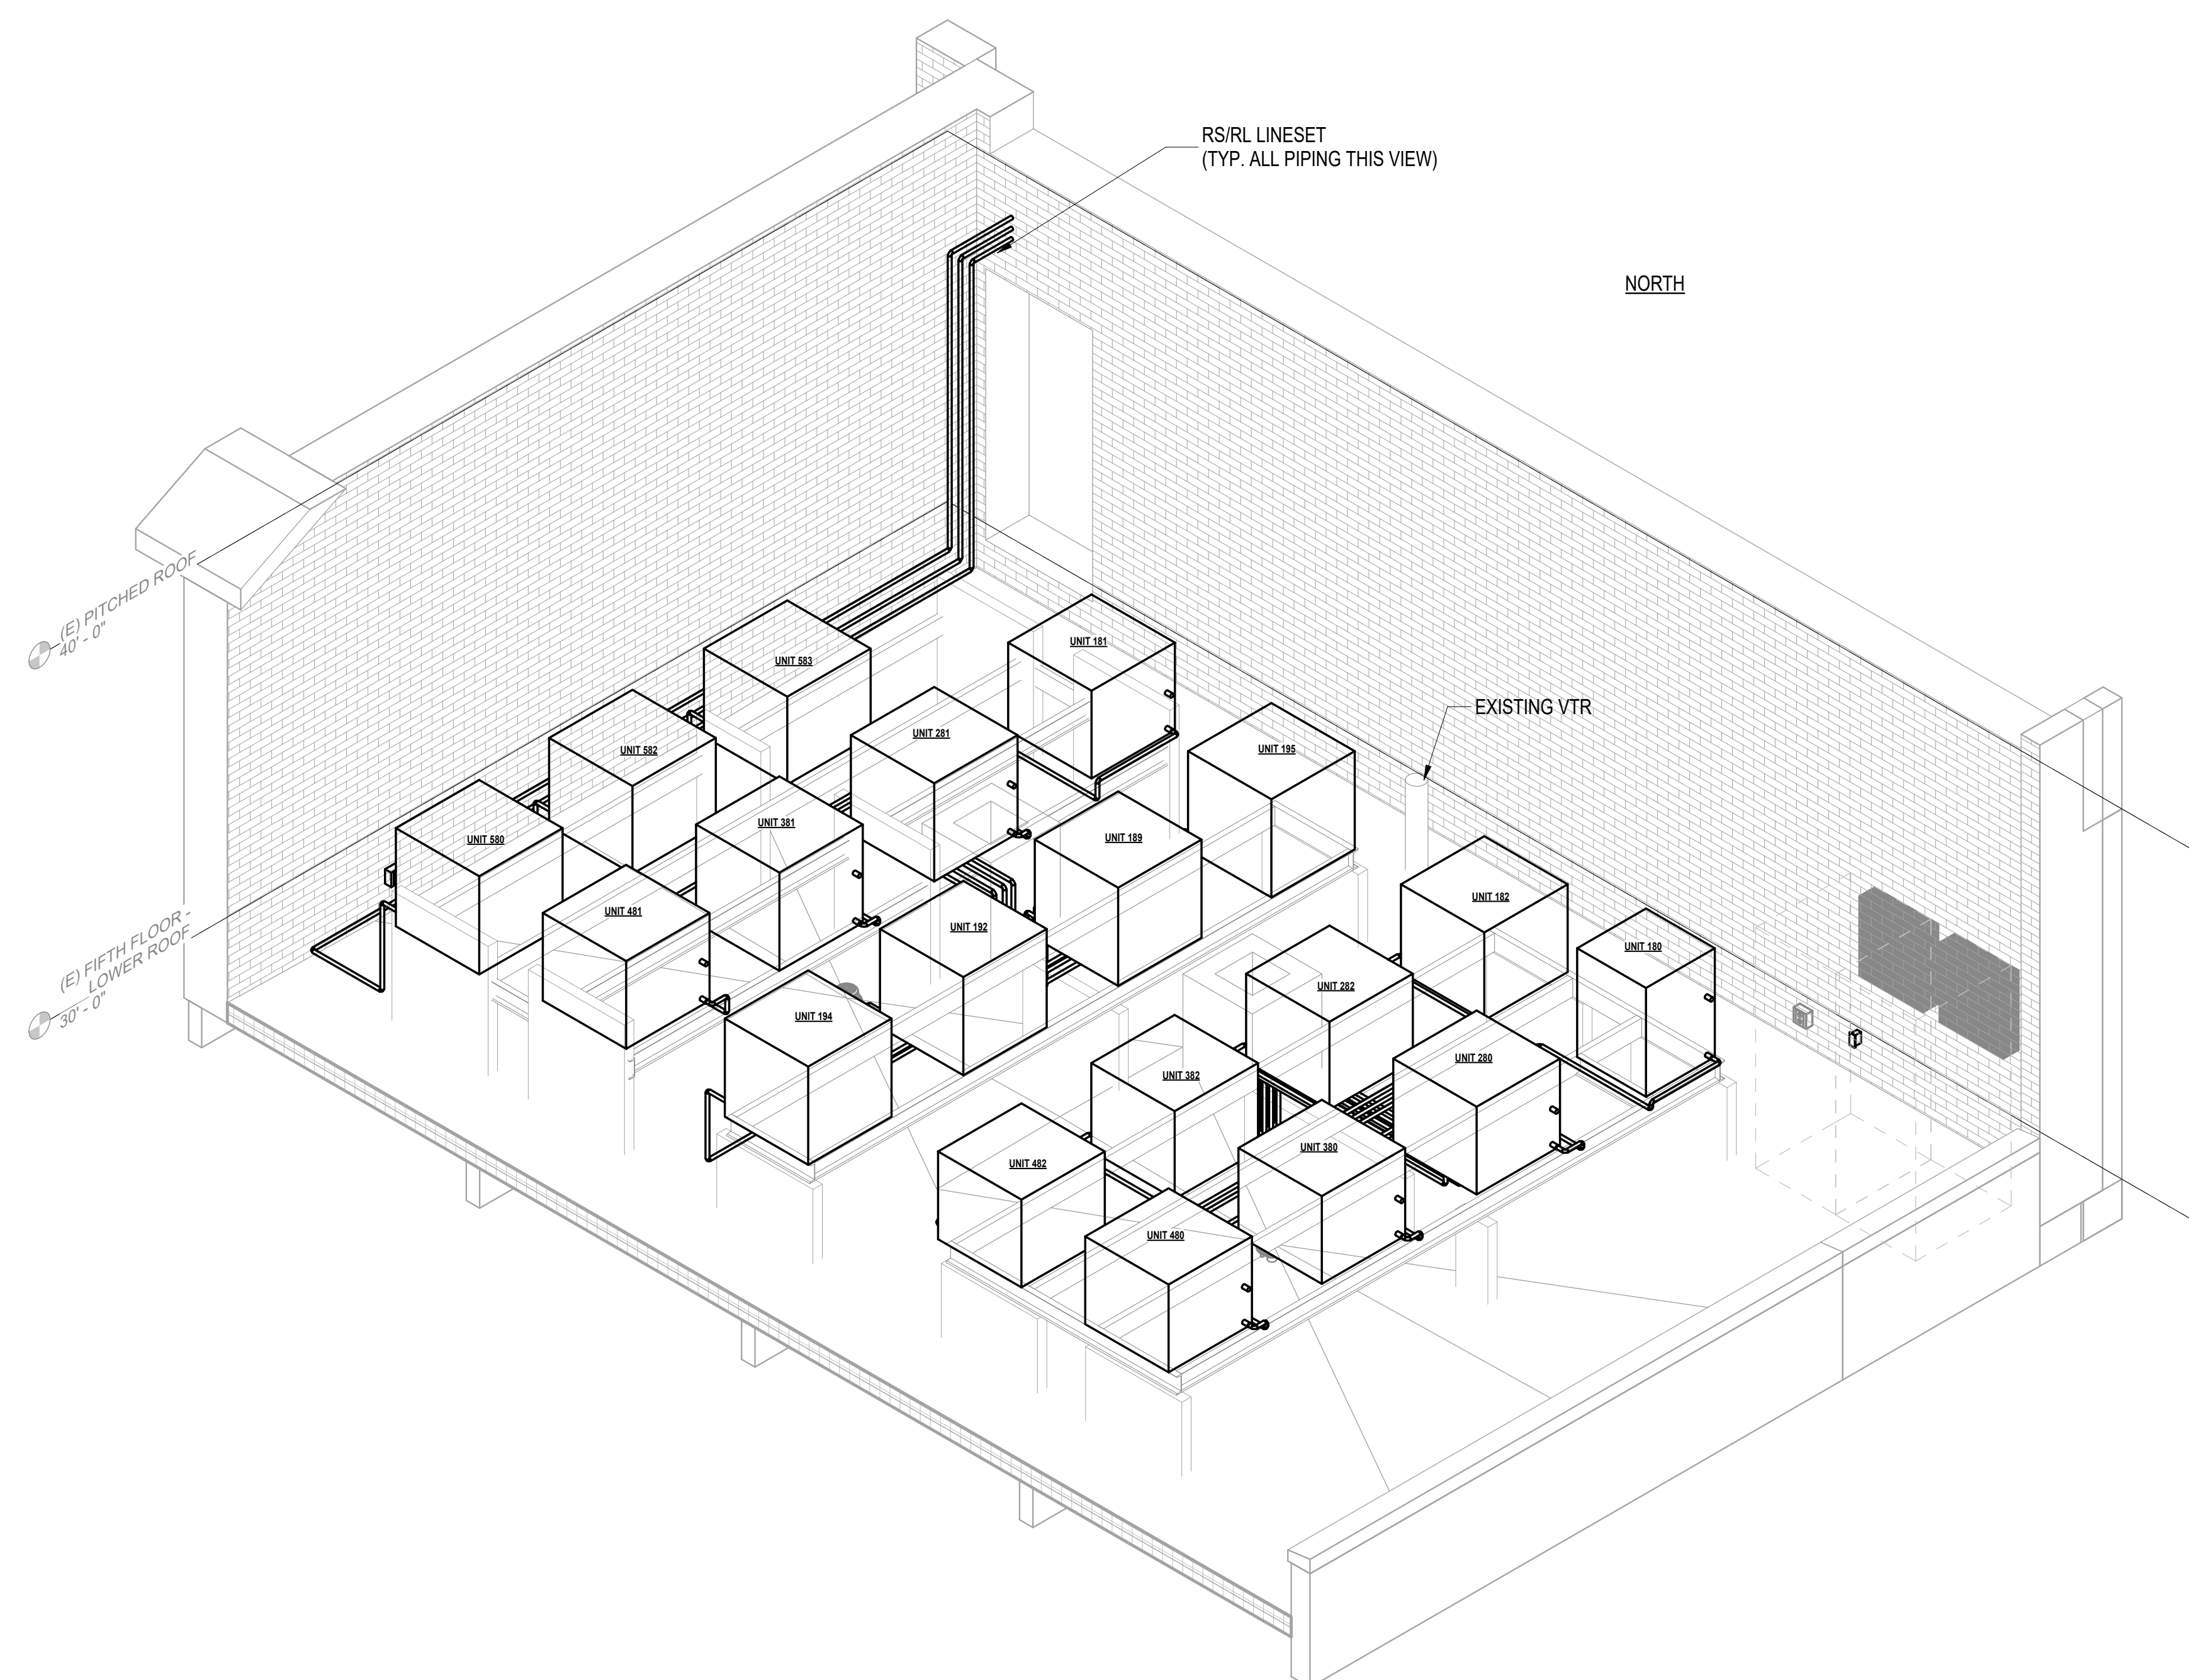 RS/RL LINESET
(TYP. ALL PIPING THIS VIEW)
NORTH
(E) PITCHED ROOF
40' - 0"
UNIT 181
UNIT 583
EXISTING VTR
UNIT 281
UNIT 195
UNIT 582
UNIT 381
UNIT 189
UNIT 580
UNIT 182
UNIT 481
UNIT 192
UNIT 180
(E) FIFTH FLOOR -
LOWER ROOF
30' - 0"
UNIT 282
UNIT 194
UNIT 280
UNIT 382
UNIT 380
UNIT 482
UNIT 480